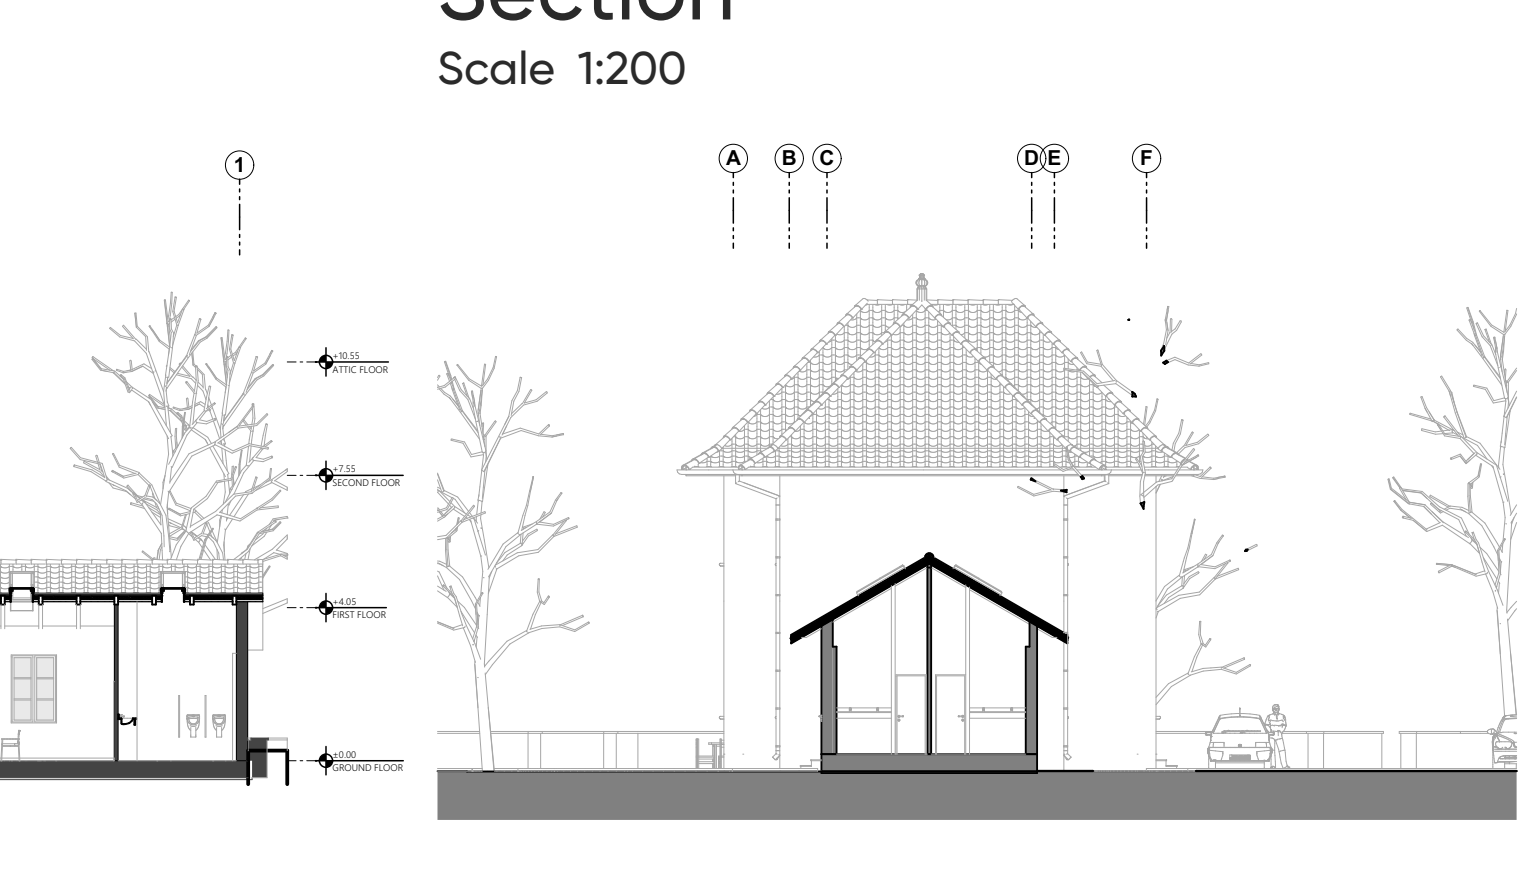 Section
Scale 1:200
1
A B C D E F
+10.55
ATTIC FLOOR
+7.55
SECOND FLOOR
+4.05
FIRST FLOOR
±0.00
GROUND FLOOR